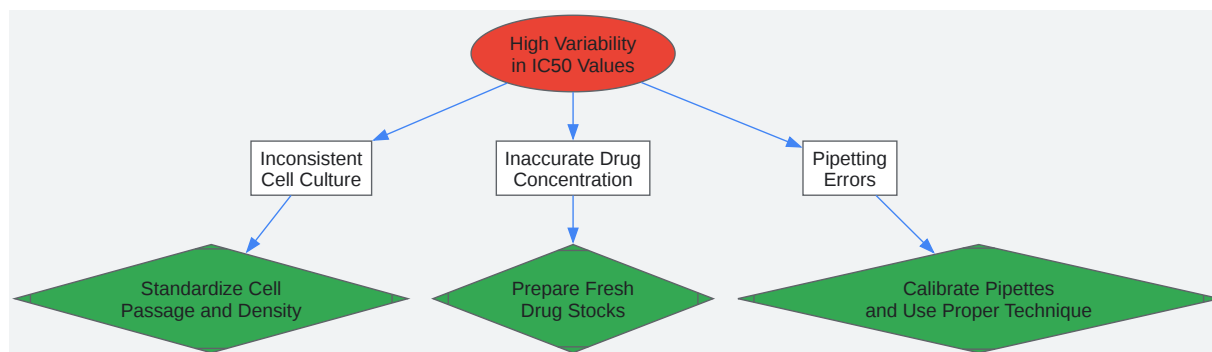 High Variability
in IC50 Values
Inconsistent
Cell Culture
Inaccurate Drug
Concentration
Pipetting
Errors
Standardize Cell
Passage and Density
Prepare Fresh
Drug Stocks
Calibrate Pipettes
and Use Proper Technique